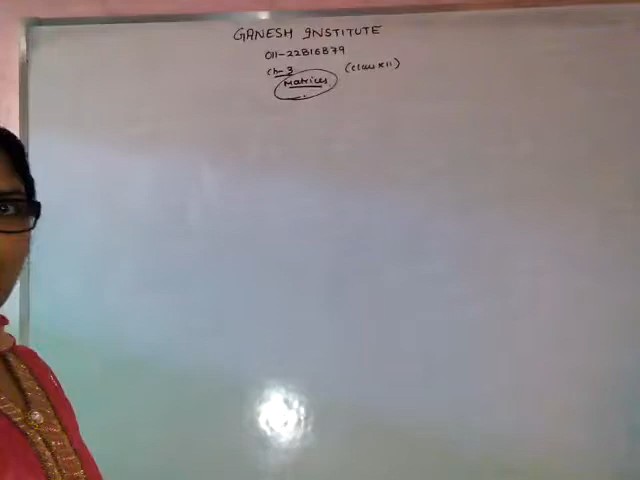 GANESH INSTITUTE
011-22816879
Ch-3 (Class XII)
Matrices